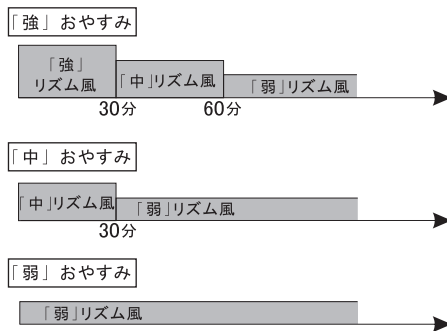 「強」おやすみ
「強」
リズム風
「中」リズム風
「弱」リズム風
30分
60分
「中」おやすみ
「中」リズム風
「弱」リズム風
30分
「弱」おやすみ
「弱」リズム風